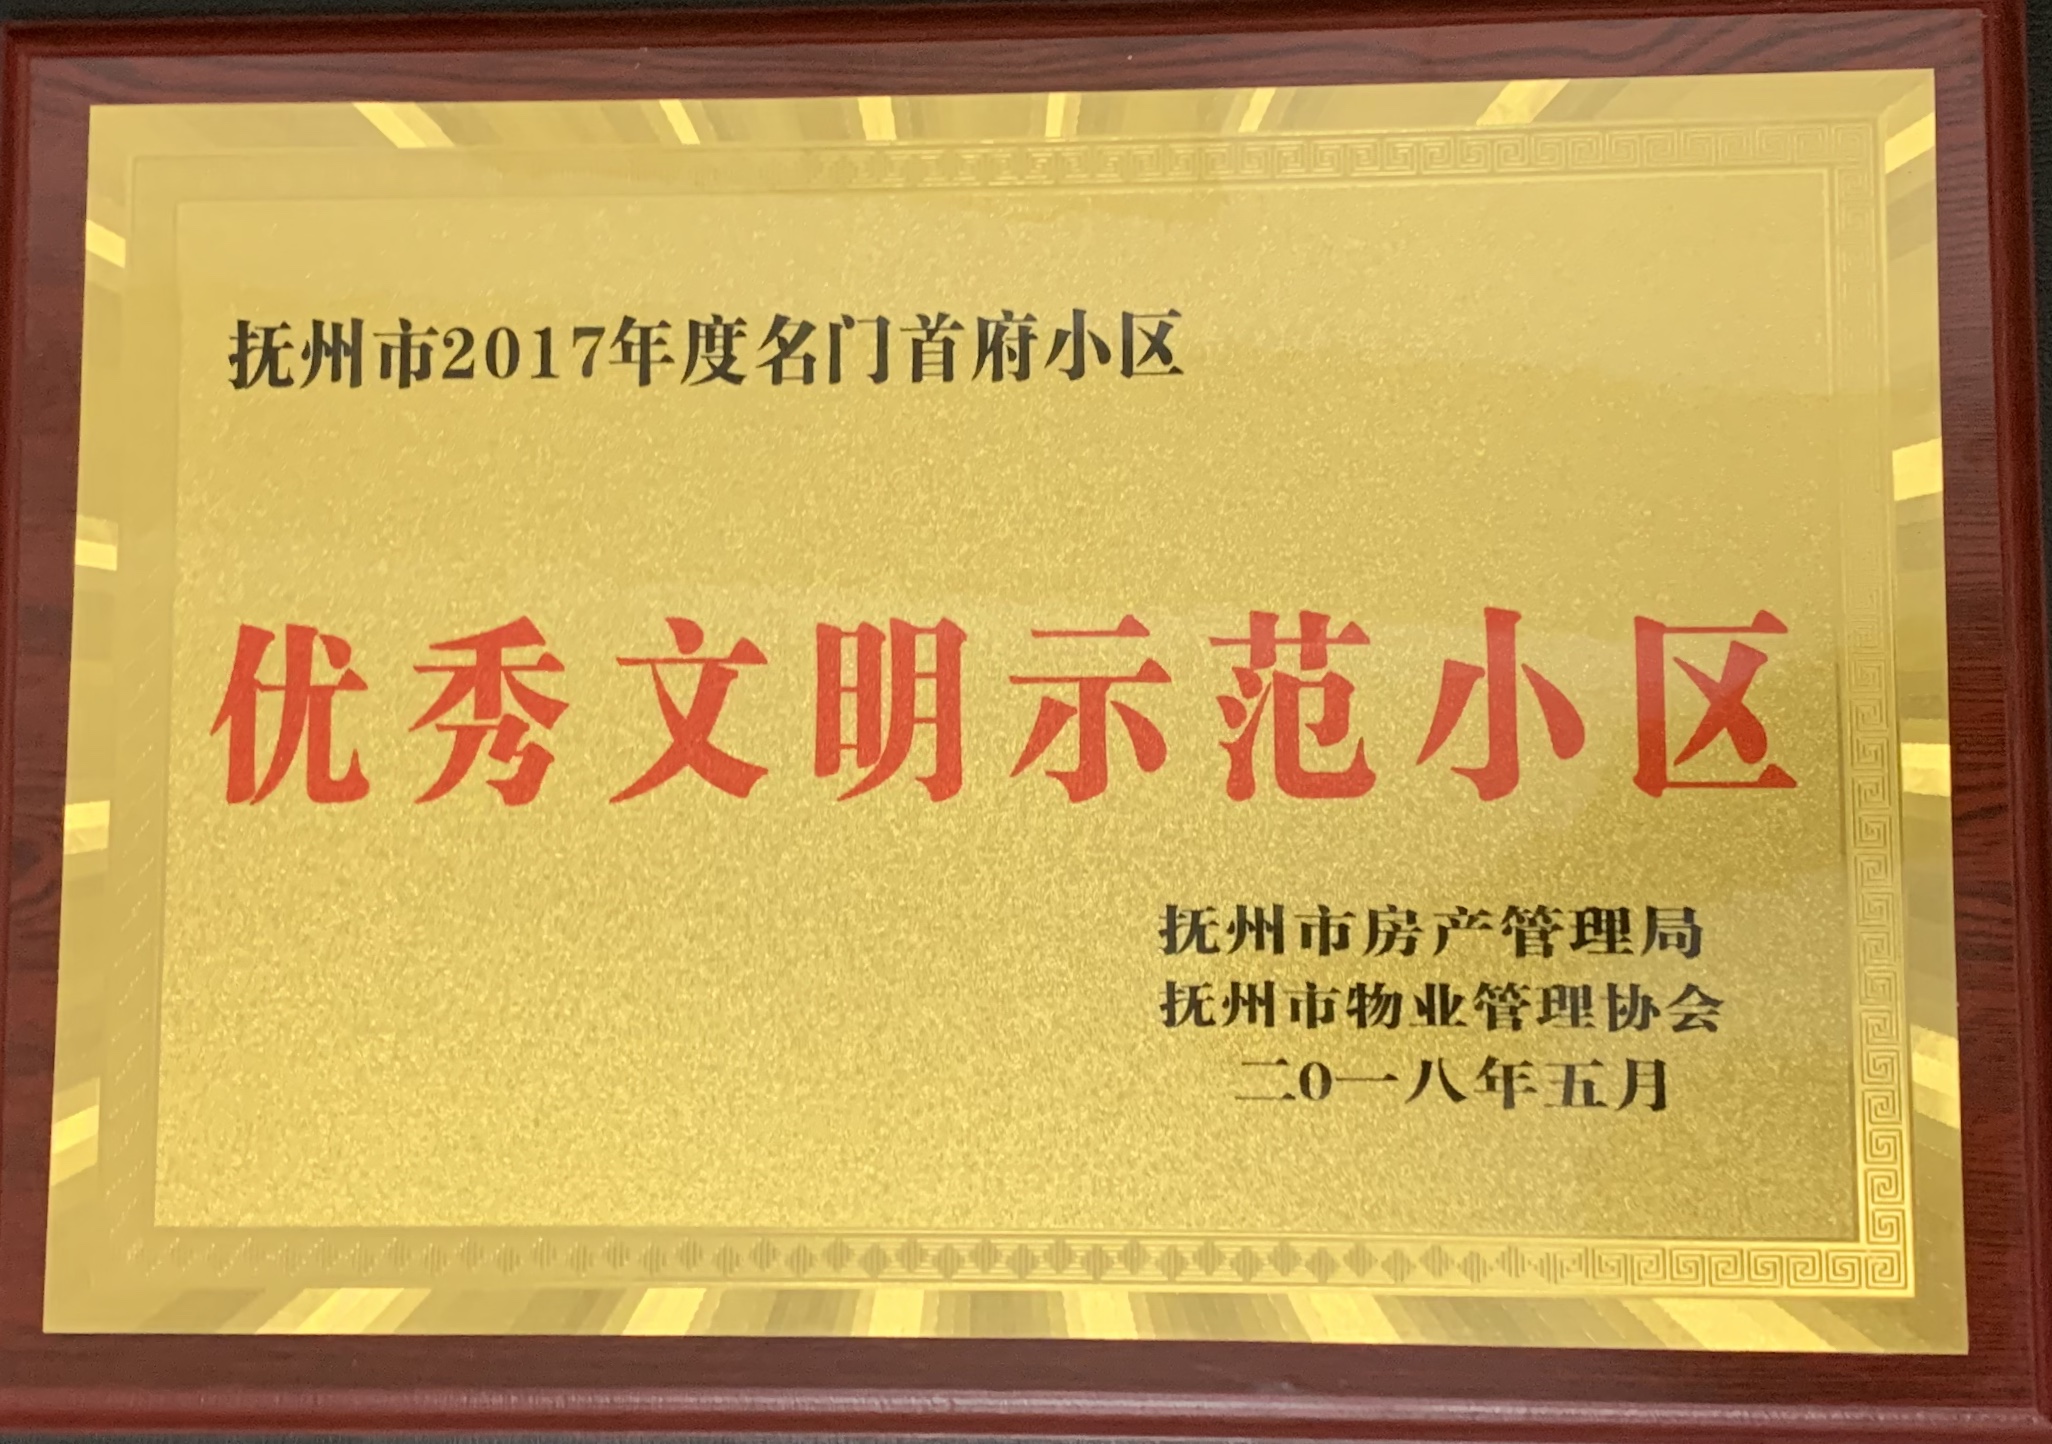 抚州市2017年度名门首府小区
优秀文明示范小区
抚州市房产管理局
抚州市物业管理协会
二0一八年五月